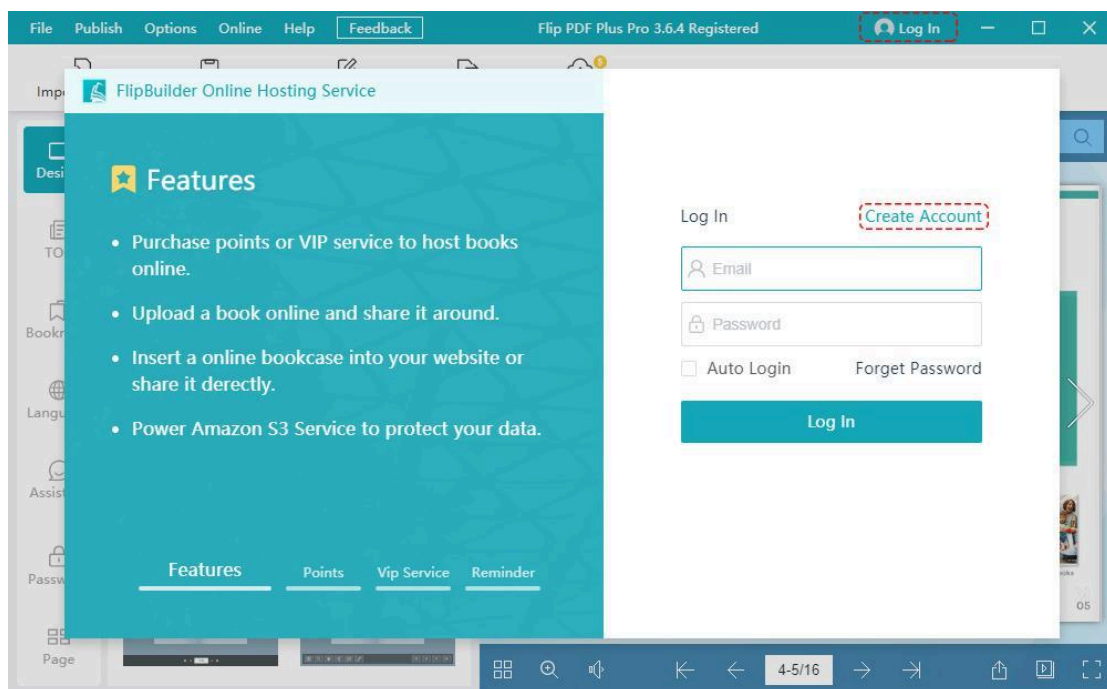 File Publish Options Online Help Feedback Flip PDF Plus Pro 3.6.4 Registered Log In
FlipBuilder Online Hosting Service
Features
• Purchase points or VIP service to host books
online.
• Upload a book online and share it around.
• Insert a online bookcase into your website or
share it derectly.
• Power Amazon S3 Service to protect your data.
Features Points Vip Service Reminder
Log In Create Account
Email
Password
Auto Login Forget Password
Log In
Page
4-5/16
05